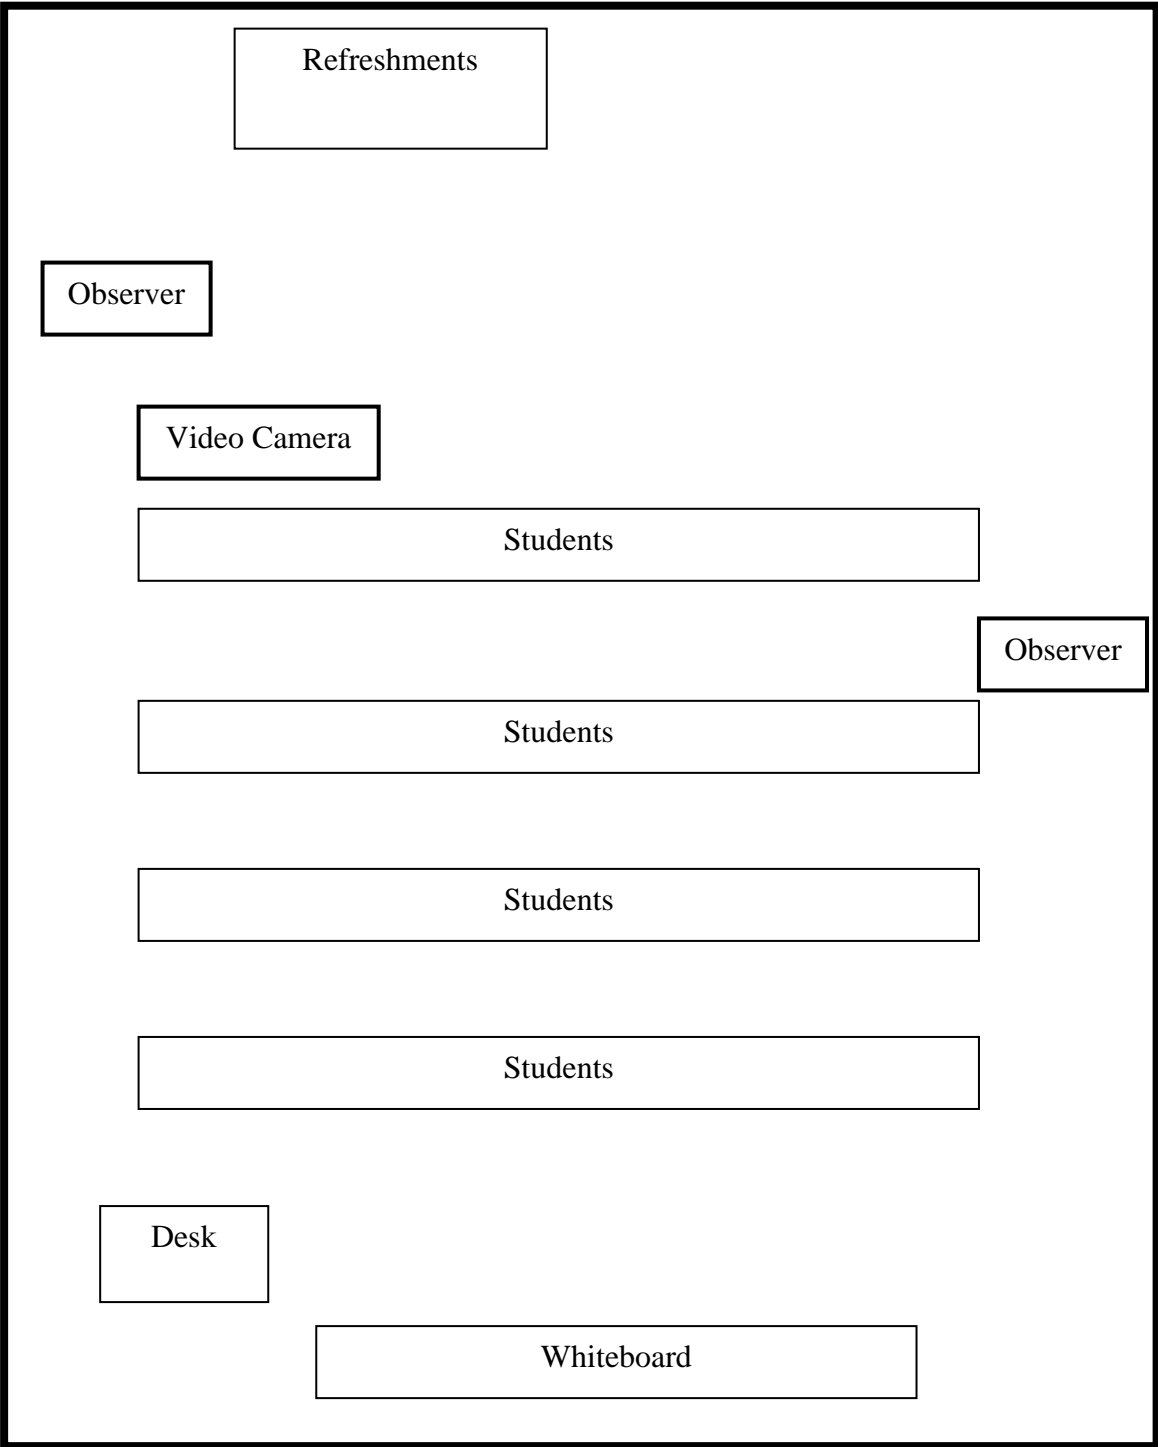 Refreshments
Observer
Video Camera
Students
Observer
Students
Students
Students
Desk
Whiteboard